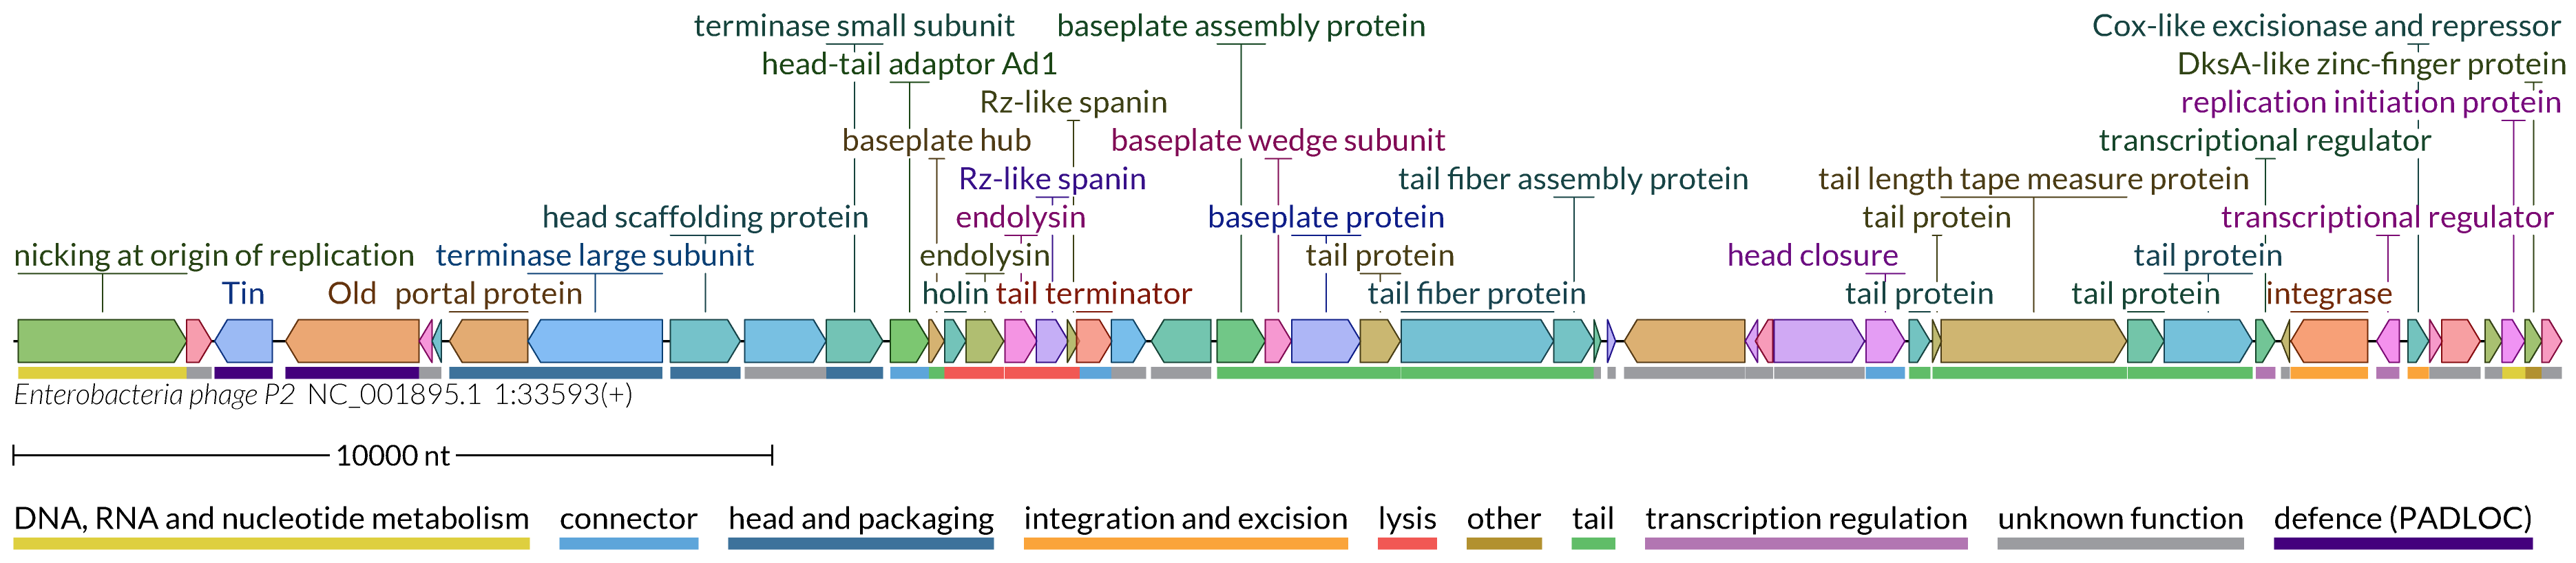 terminase small subunit baseplate assembly protein Cox-like excisionase and repressor
head-tail adaptor Ad1 DksA-like zinc-finger protein
Rz-like spanin replication initiation protein
baseplate hub baseplate wedge subunit transcriptional regulator
Rz-like spanin tail fiber assembly protein tail length tape measure protein
head scaffolding protein endolysin baseplate protein tail protein transcriptional regulator
nicking at origin of replication terminase large subunit endolysin tail protein head closure tail protein
Tin Old portal protein holin tail terminator tail fiber protein tail protein tail protein integrase
Enterobacteria phage P2 NC_001895.1 1:33593(+)
10000 nt
DNA, RNA and nucleotide metabolism connector head and packaging integration and excision lysis other tail transcription regulation unknown function defence (PADLOC)